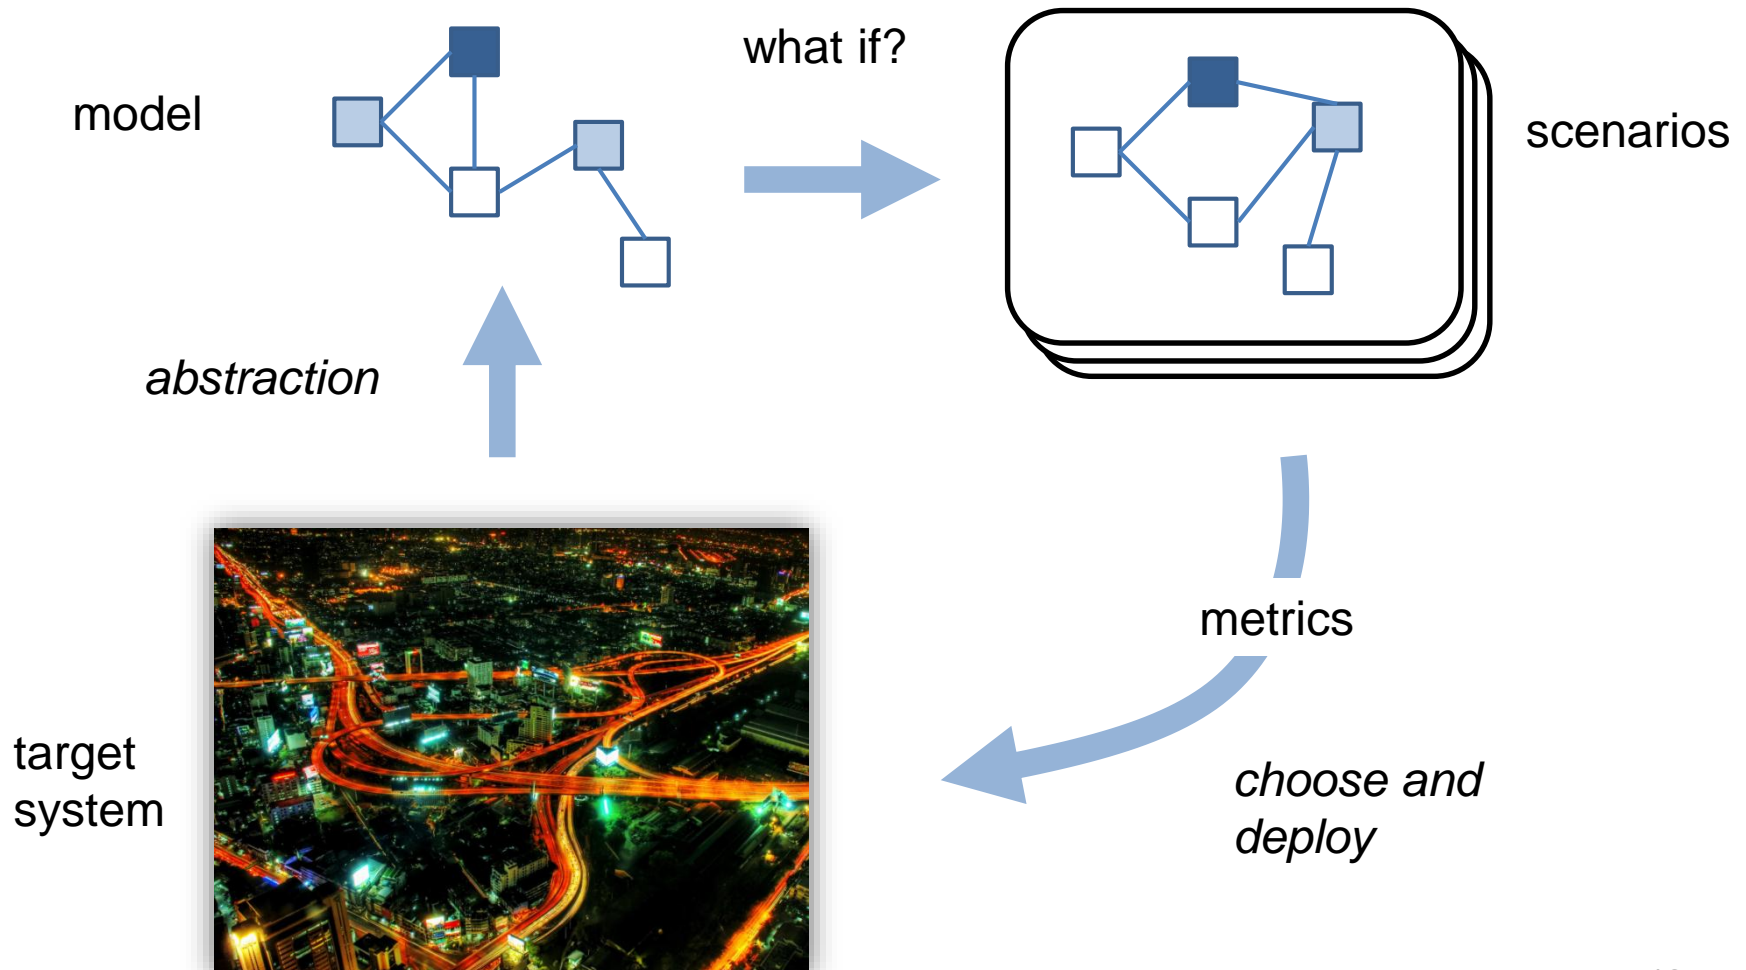 what if?
model
scenarios
abstraction
metrics
target
system
choose and
deploy